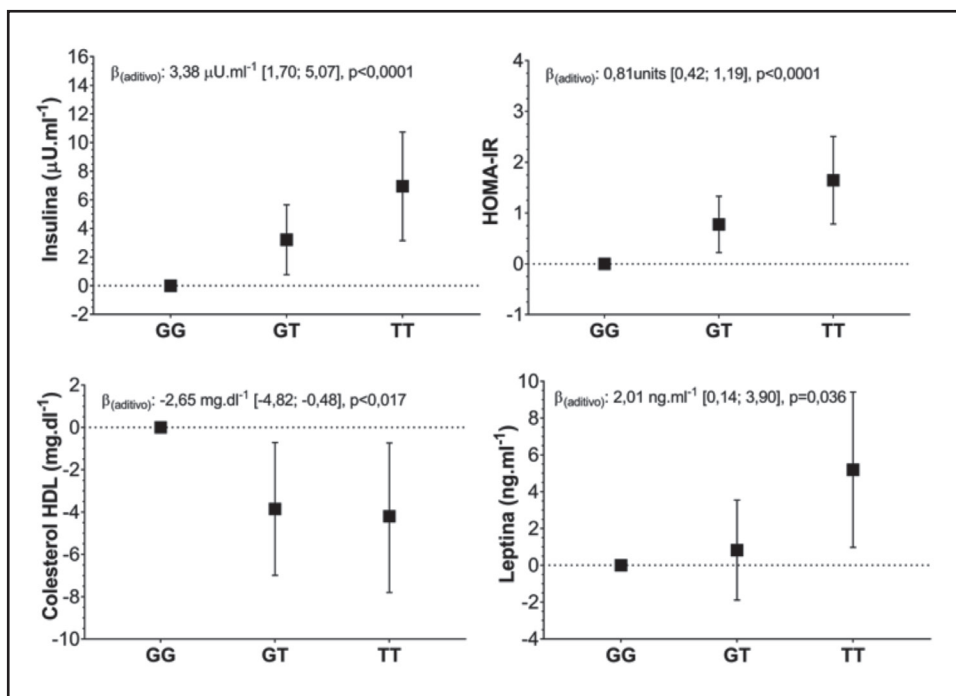 β(aditivo): 3,38 μU.ml-1 [1,70; 5,07], p<0,0001
Insulina (μU.ml-1)
16
14
12
10
8
6
4
2
0
-2
GG GT TT
β(aditivo): 0,81units [0,42; 1,19], p<0,0001
HOMA-IR
4
3
2
1
0
-1
GG GT TT
β(aditivo): -2,65 mg.dl-1 [-4,82; -0,48], p<0,017
Colesterol HDL (mg.dl-1)
2
0
-2
-4
-6
-8
-10
GG GT TT
β(aditivo): 2,01 ng.ml-1 [0,14; 3,90], p=0,036
Leptina (ng.ml-1)
10
8
6
4
2
0
-2
-4
GG GT TT